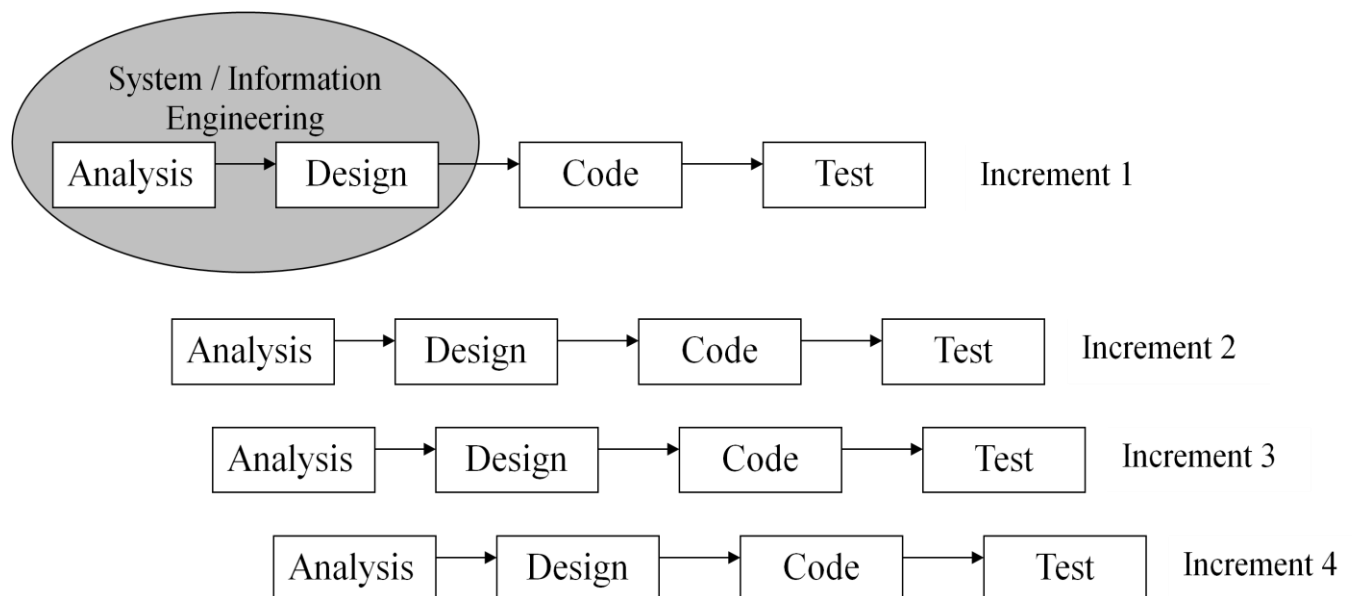 System / Information
Engineering
Analysis Design Code Test Increment 1
Analysis Design Code Test Increment 2
Analysis Design Code Test Increment 3
Analysis Design Code Test Increment 4